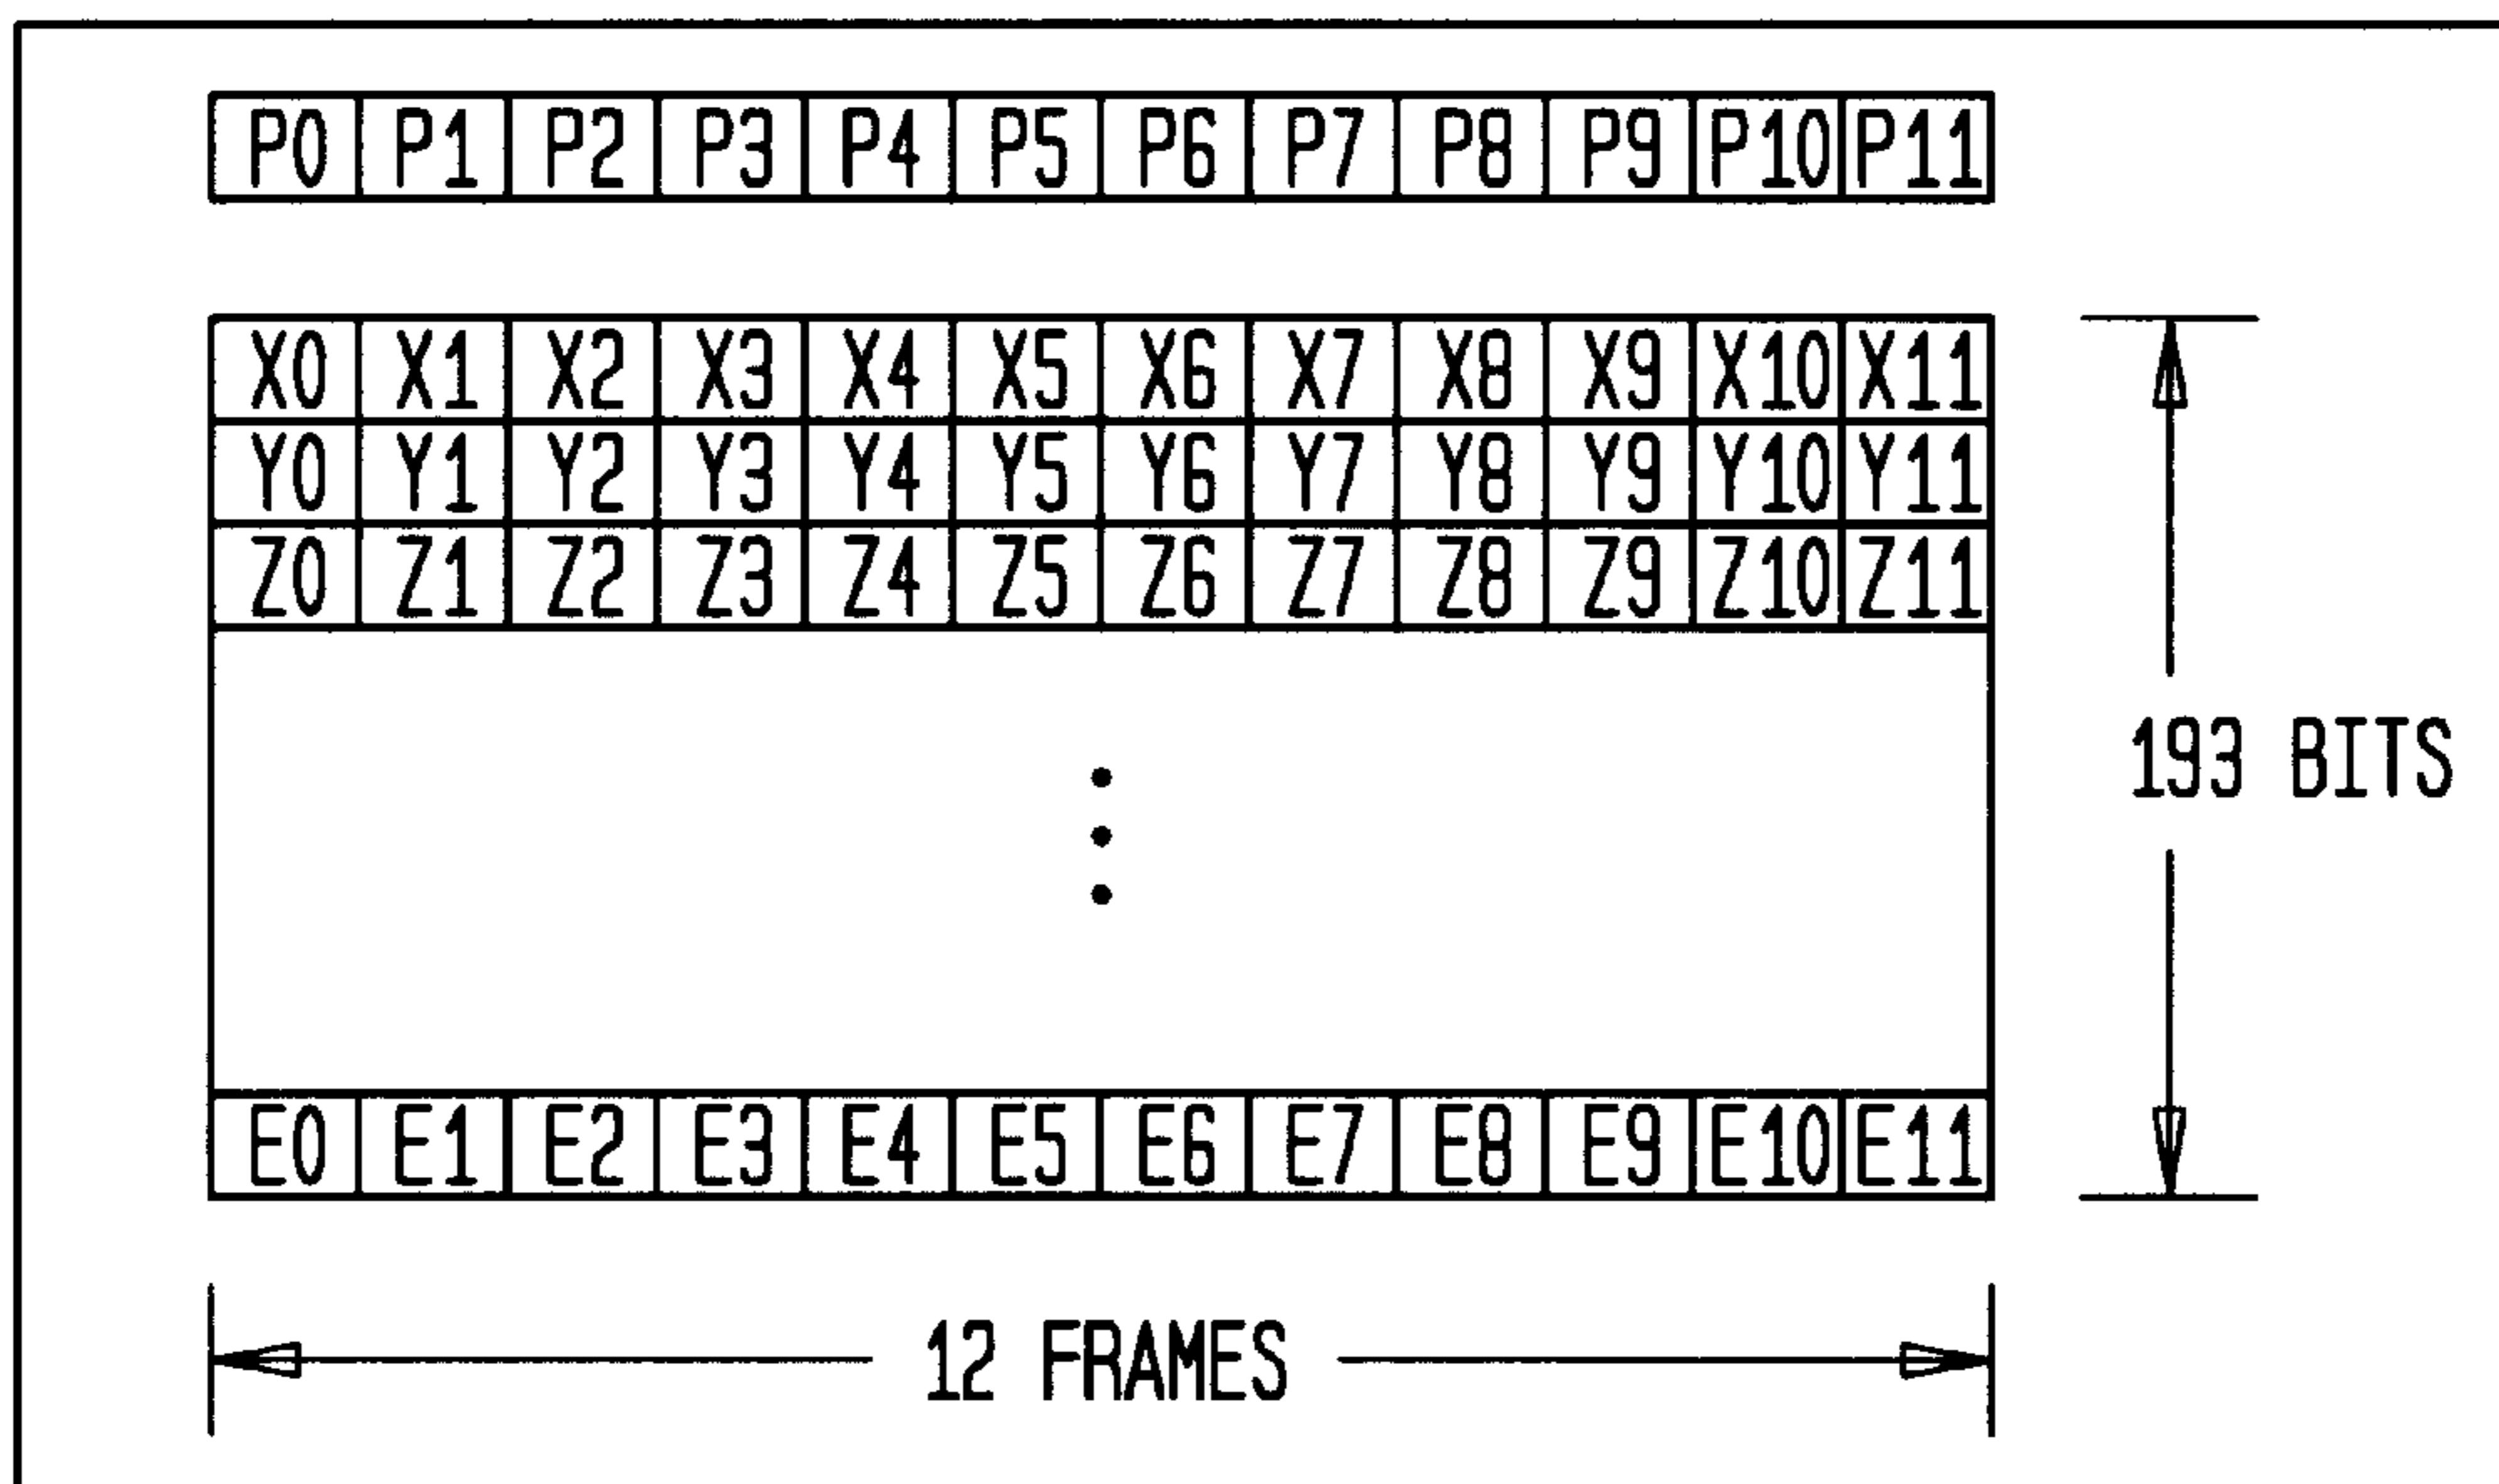 P0 P1 P2 P3 P4 P5 P6 P7 P8 P9 P10 P11
X0 X1 X2 X3 X4 X5 X6 X7 X8 X9 X10 X11
Y0 Y1 Y2 Y3 Y4 Y5 Y6 Y7 Y8 Y9 Y10 Y11
Z0 Z1 Z2 Z3 Z4 Z5 Z6 Z7 Z8 Z9 Z10 Z11
193 BITS
E0 E1 E2 E3 E4 E5 E6 E7 E8 E9 E10 E11
12 FRAMES